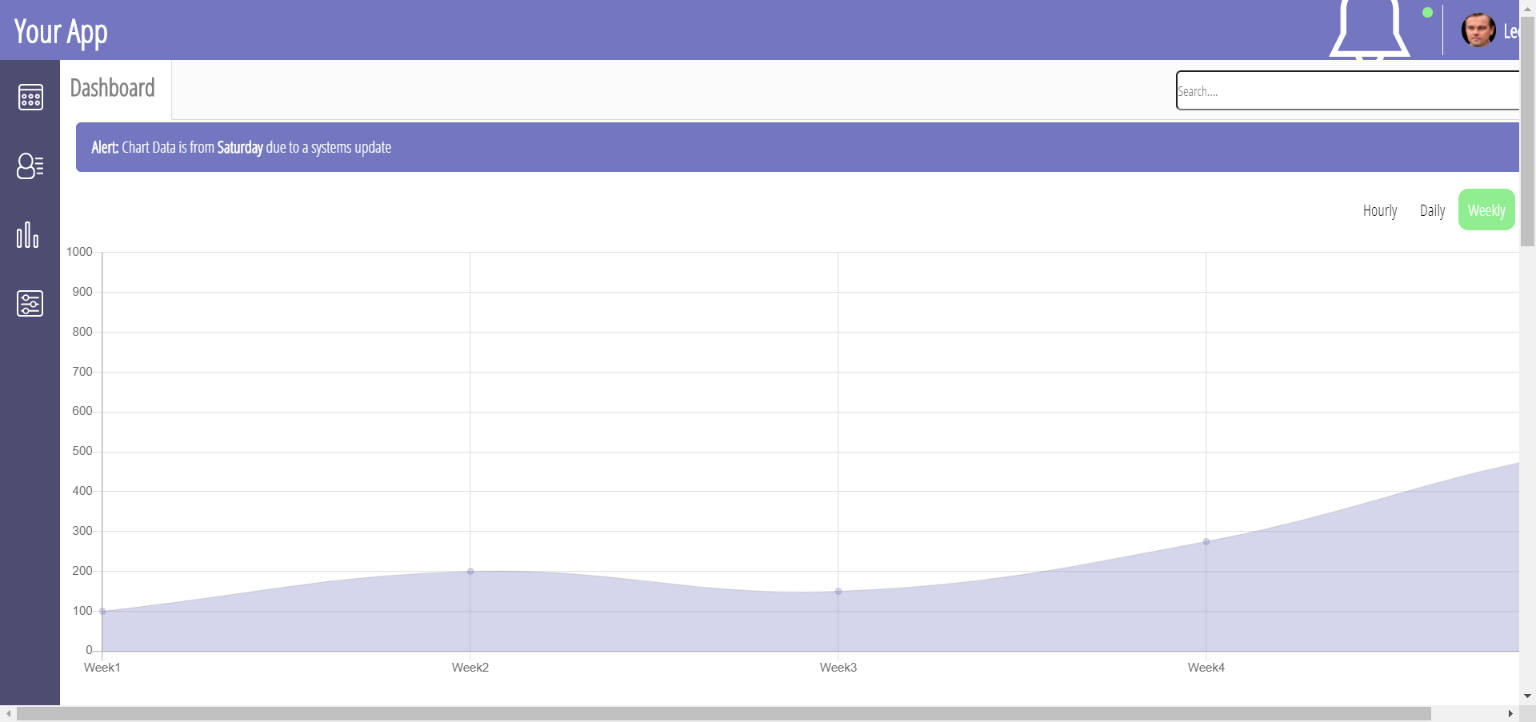 Your App
Dashboard
Search....
Alert: Chart Data is from Saturday due to a systems update
Hourly Daily Weekly
1000
900
800
700
600
500
400
300
200
100
0
Week1 Week2 Week3 Week4